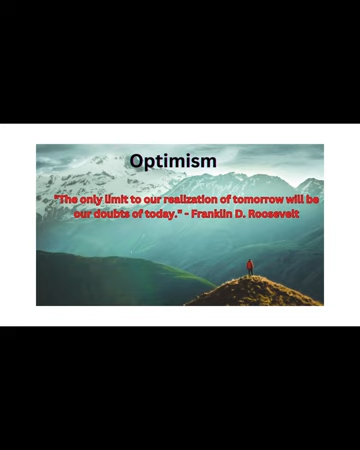 Optimism
"The only limit to our realization of tomorrow will be
our doubts of today." - Franklin D. Roosevelt